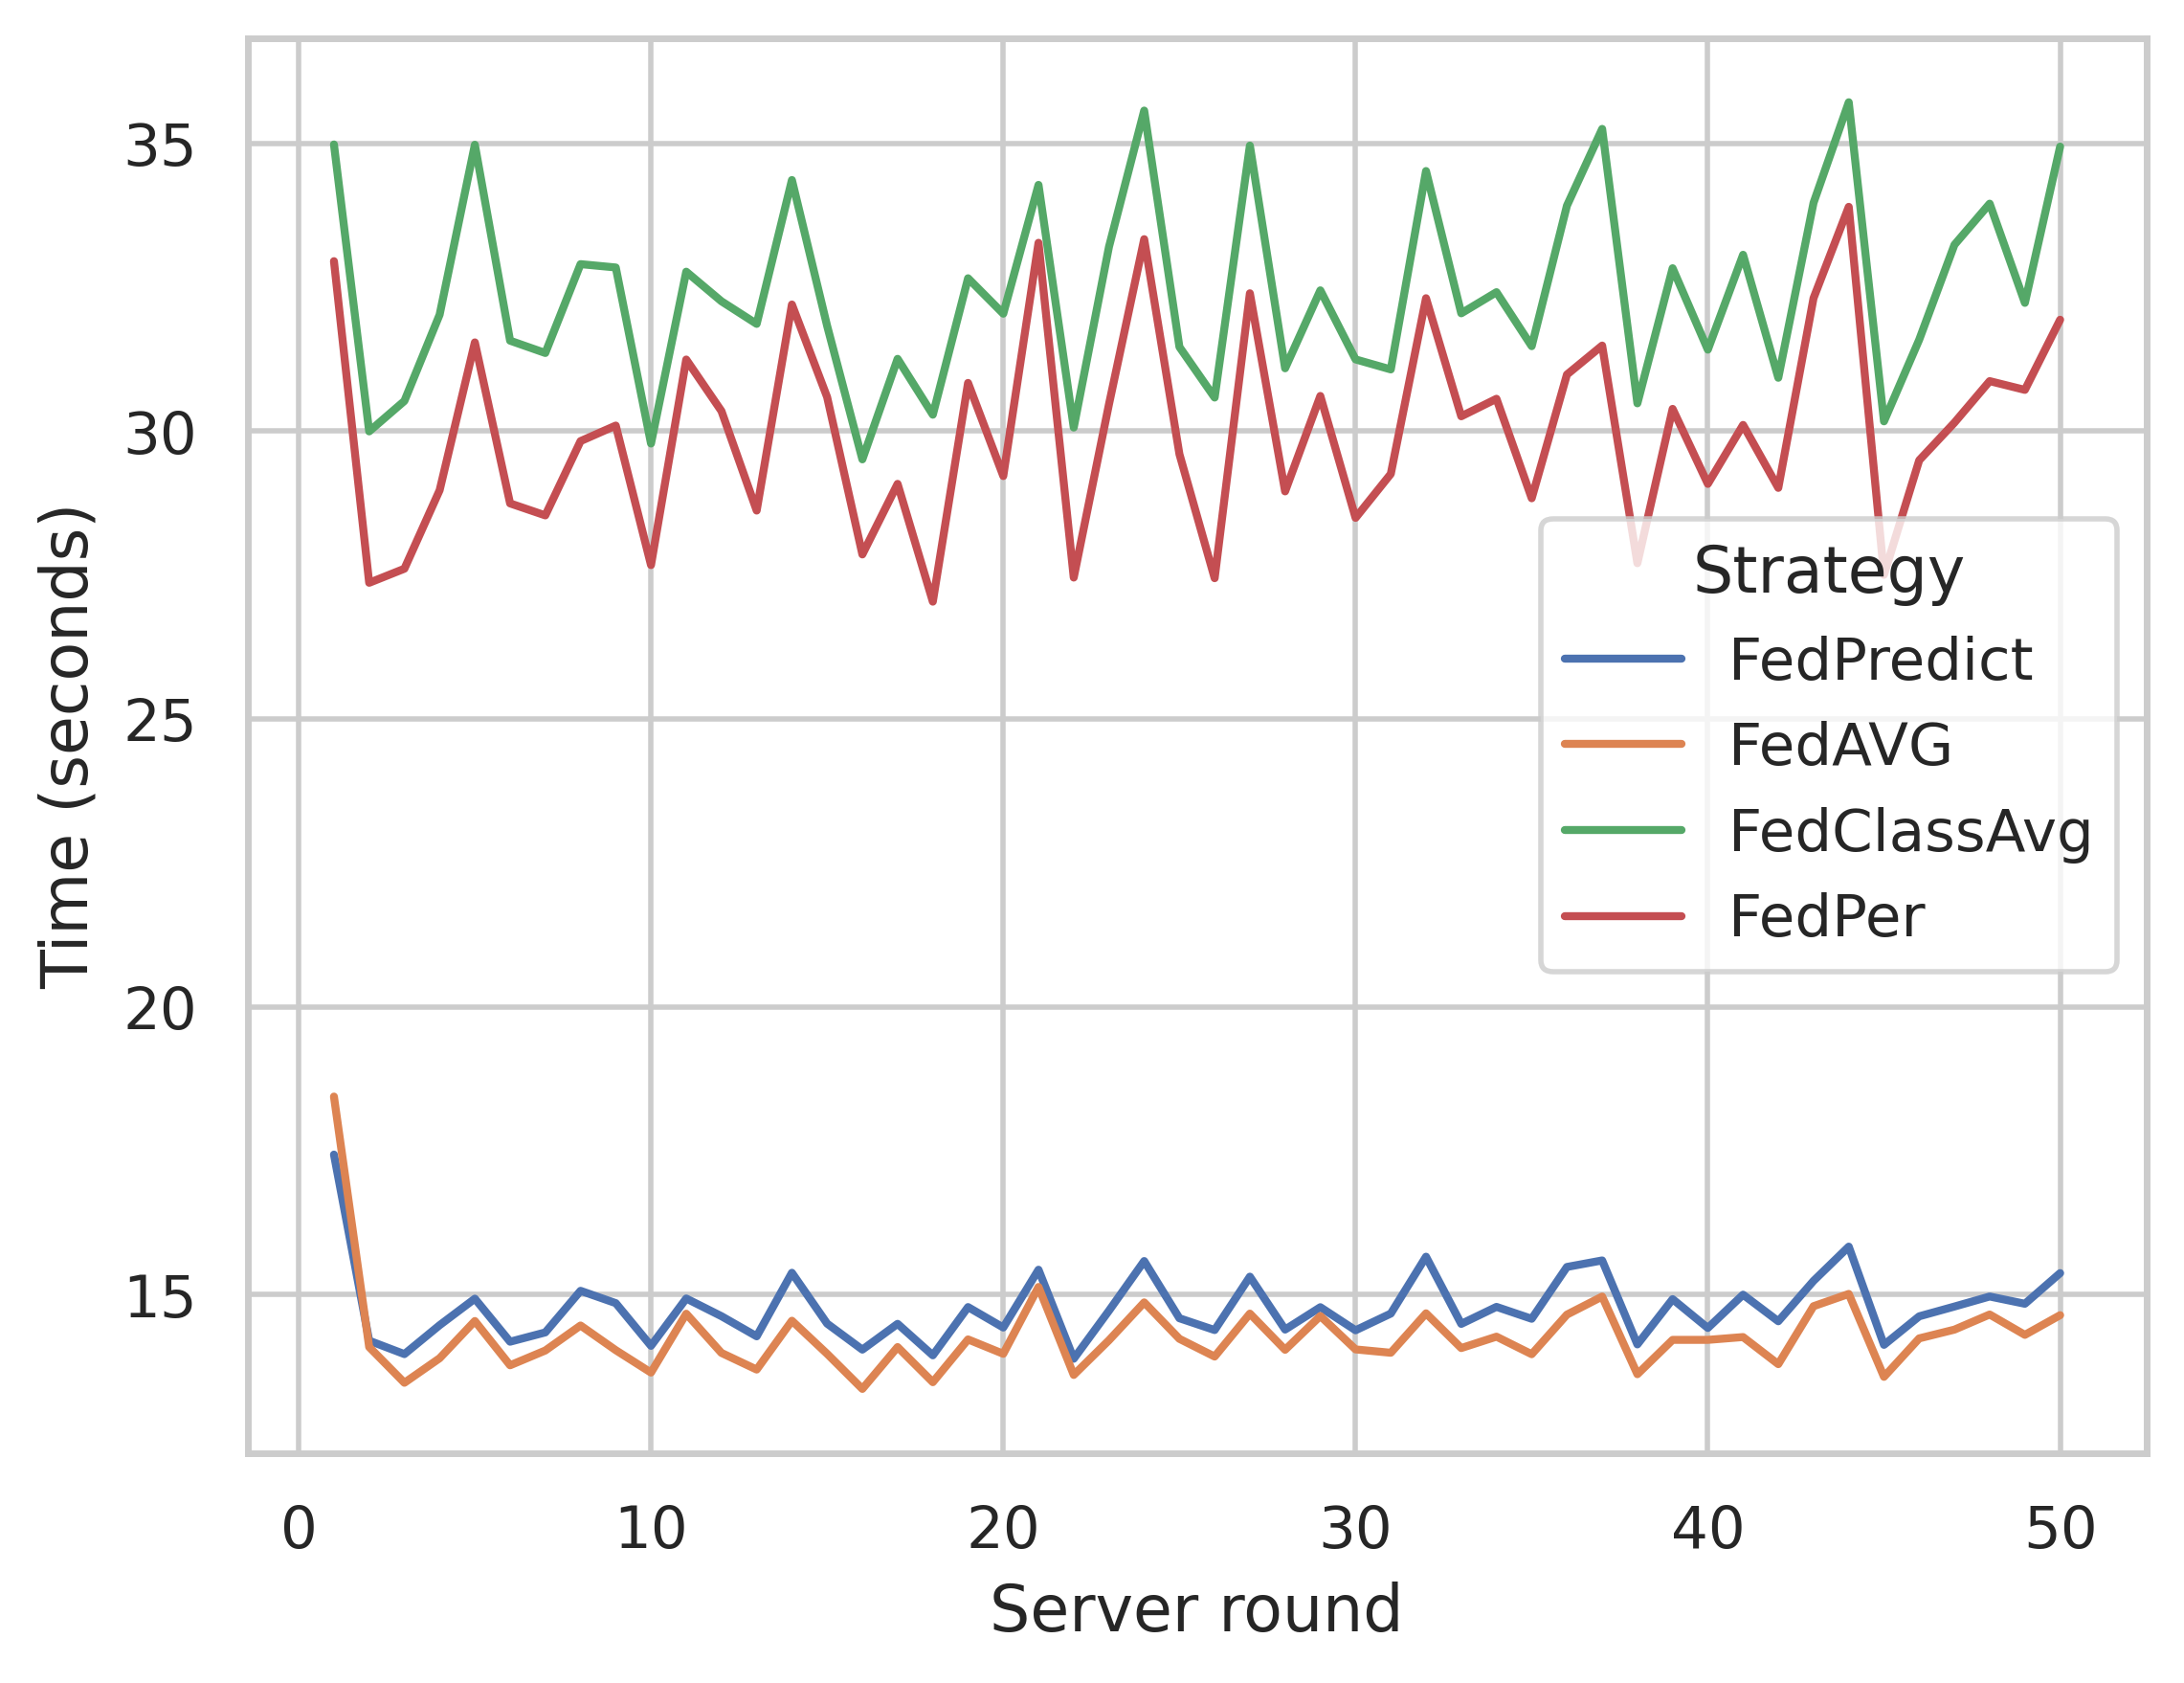 35
30
25
20
15
Time (seconds)
Strategy
FedPredict
FedAVG
FedClassAvg
FedPer
0 10 20 30 40 50
Server round